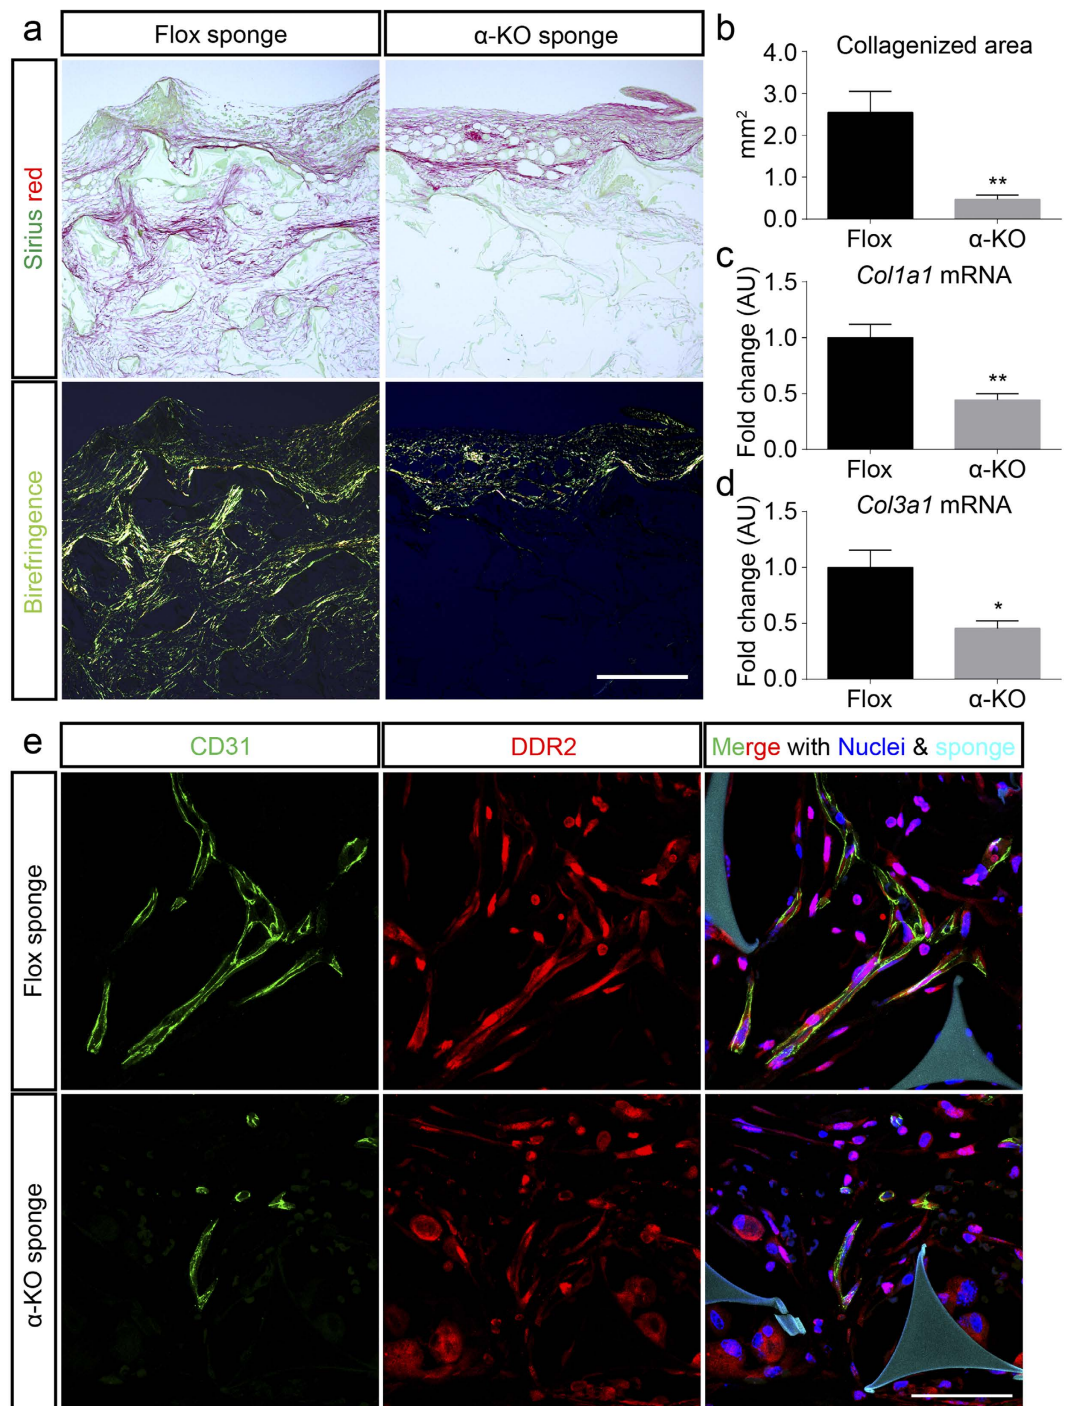 a
Flox sponge
α-KO sponge
Sirius red
Birefringence
b
Collagenized area
mm²
4.0
3.0
2.0
1.0
0.0
**
Flox
α-KO
c
Col1a1 mRNA
Fold change (AU)
1.5
1.0
0.5
0.0
**
Flox
α-KO
d
Col3a1 mRNA
Fold change (AU)
1.5
1.0
0.5
0.0
*
Flox
α-KO
e
CD31
DDR2
Merge with Nuclei & sponge
Flox sponge
α-KO sponge